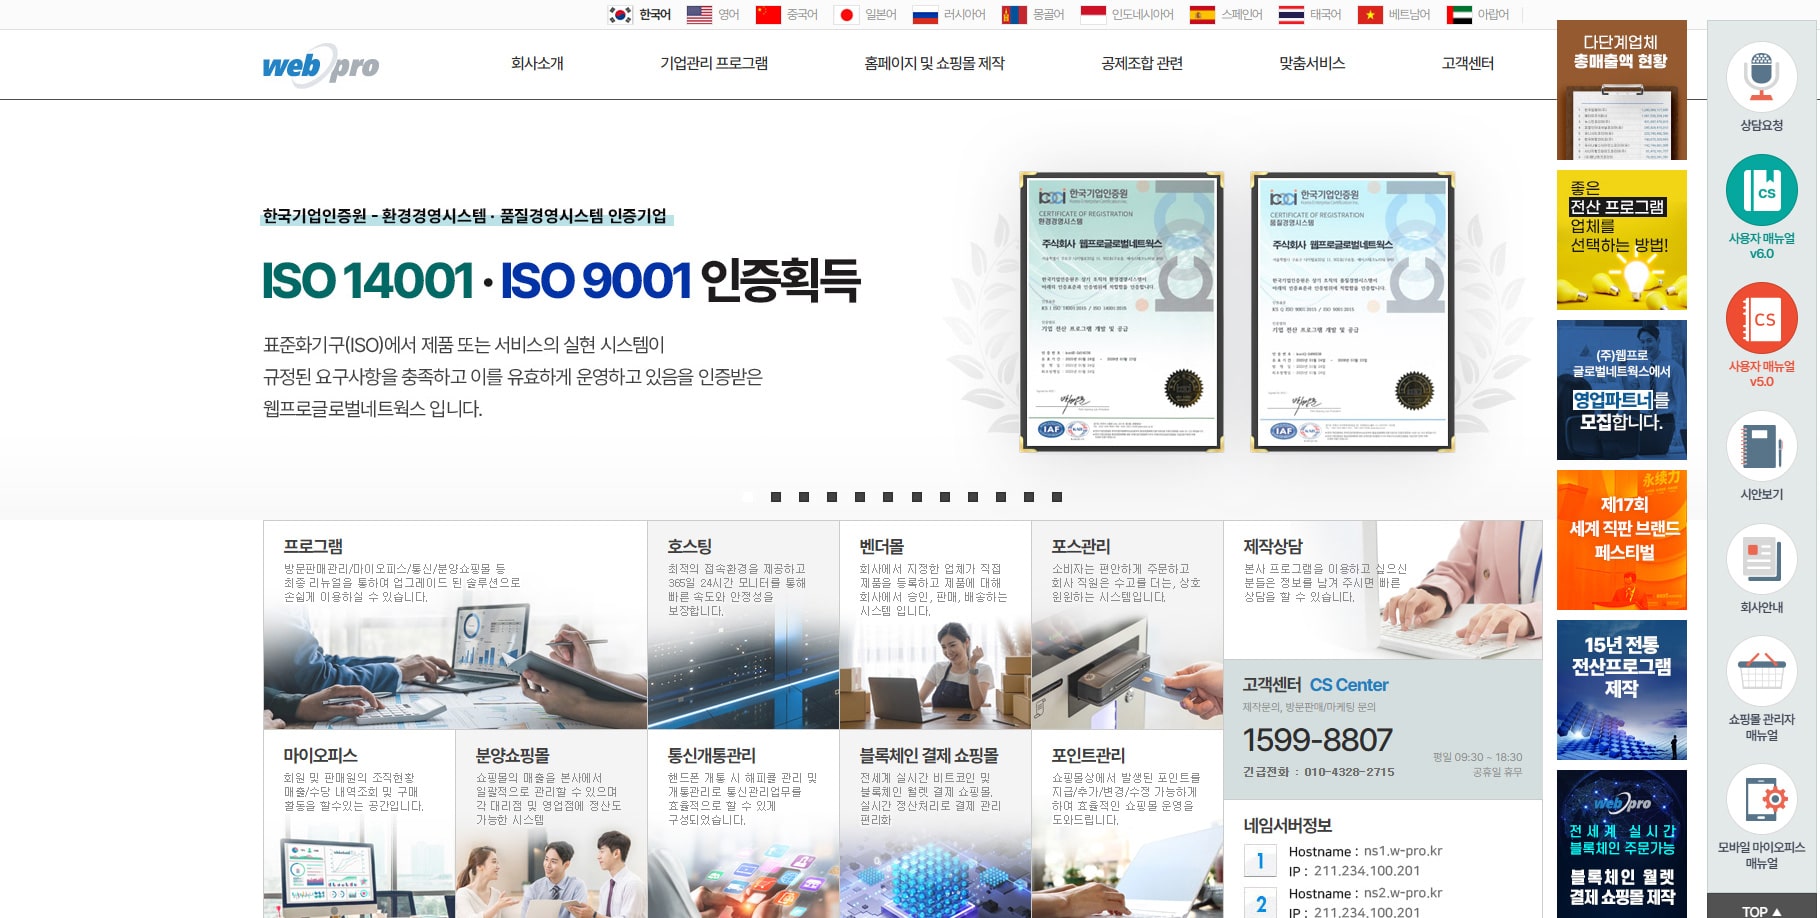 한국어 영어 중국어 일본어 러시아어 몽골어 인도네시아어 스페인어 태국어 베트남어 아랍어
web pro
회사소개 기업관리 프로그램 홈페이지 및 쇼핑몰 제작 공제조합 관련 맞춤서비스 고객센터
한국기업인증원 - 환경경영시스템 · 품질경영시스템 인증기업
ISO 14001 · ISO 9001 인증획득
표준화기구(ISO)에서 제품 또는 서비스의 실현 시스템이
규정된 요구사항을 충족하고 이를 유효하게 운영하고 있음을 인증받은
웹프로글로벌네트웍스 입니다.
한국기업인증원
CERTIFICATE OF REGISTRATION
환경경영시스템
주식회사 웹프로글로벌네트웍스
기업 전산 프로그램 개발 및 공급
IAF
한국기업인증원
CERTIFICATE OF REGISTRATION
품질경영시스템
주식회사 웹프로글로벌네트웍스
기업 전산 프로그램 개발 및 공급
IAF
프로그램
방문판매관리/마이오피스/통신/분양쇼핑몰 등
최종 리뉴얼을 통하여 업그레이드 된 솔루션으로
손쉽게 이용하실 수 있습니다.
호스팅
최적의 접속환경을 제공하고
365일 24시간 모니터를 통해
빠른 속도와 안정성을
보장합니다.
벤더몰
회사에서 지정한 업체가 직접
제품을 등록하고 제품에 대해
회사에서 승인, 판매, 배송하는
시스템 입니다.
포스관리
소비자는 편안하게 주문하고
회사 직원은 수고를 더는, 상호
윈윈하는 시스템입니다.
제작상담
본사 프로그램을 이용하고 싶으신
분들은 정보를 남겨 주시면 빠른
상담을 할 수 있습니다.
고객센터 CS Center
제작문의, 방문판매/마케팅 문의
1599-8807
긴급전화 : 010-4328-2715
평일 09:30 ~ 18:30
공휴일 휴무
마이오피스
회원 및 판매일의 조직현황
매출/수당 내역조회 및 구매
활동을 할수있는 공간입니다.
분양쇼핑몰
쇼핑몰의 매출을 본사에서
일괄적으로 관리할 수 있으며
각 대리점 및 영업점에 정산도
가능한 시스템
통신개통관리
핸드폰 개통 시 해피콜 관리 및
개통관리로 통신관리업무를
효율적으로 할 수 있게
구성되었습니다.
블록체인 결제 쇼핑몰
전세계 실시간 비트코인 및
블록체인 월렛 결제 쇼핑몰,
실시간 정산처리로 결제 관리
편리화
포인트관리
쇼핑몰상에서 발생된 포인트를
지급/추가/변경/수정 가능하게
하여 효율적인 쇼핑몰 운영을
도와드립니다.
네임서버정보
1 Hostname : ns1.w-pro.kr
IP : 211.234.100.201
2 Hostname : ns2.w-pro.kr
IP : 211.234.100.201
다단계업체
총매출액 현황
좋은
전산 프로그램
업체를
선택하는 방법!
(주)웹프로
글로벌네트웍스에서
영업파트너를
모집합니다.
永续力
제17회
세계 직판 브랜드
페스티벌
15년 전통
전산프로그램
제작
web pro
전 세 계 실 시 간
블록체인 주문가능
블록체인 월렛
결제 쇼핑몰 제작
상담요청
CS
사용자 매뉴얼
v6.0
CS
사용자 매뉴얼
v5.0
시안보기
회사안내
쇼핑몰 관리자
매뉴얼
모바일 마이오피스
매뉴얼
TOP ▲